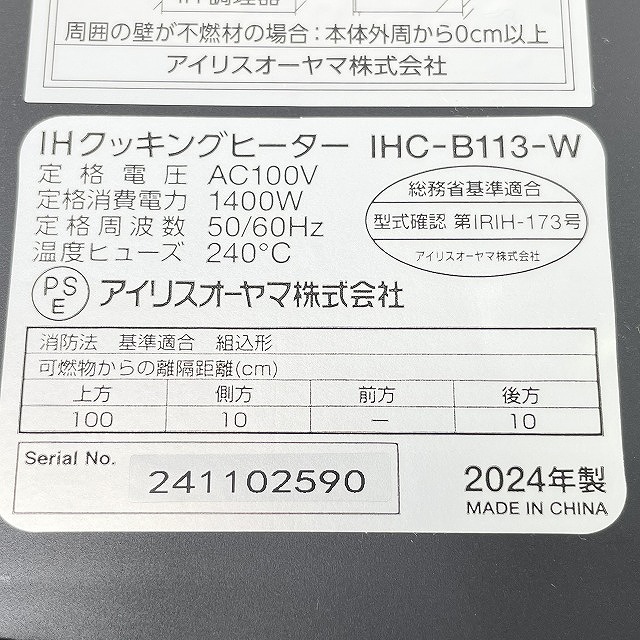 IH調理器
周囲の壁が不燃材の場合：本体外周から0cm以上
アイリスオーヤマ株式会社
IHクッキングヒーター IHC-B113-W
定格電圧 AC100V
定格消費電力 1400W
定格周波数 50/60Hz
温度ヒューズ 240°C
総務省基準適合
型式確認 第IRIH-173号
アイリスオーヤマ株式会社
PSE アイリスオーヤマ株式会社
消防法 基準適合 組込形
可燃物からの離隔距離(cm)
上方 側方 前方 後方
100 10 — 10
Serial No. 241102590
2024年製
MADE IN CHINA